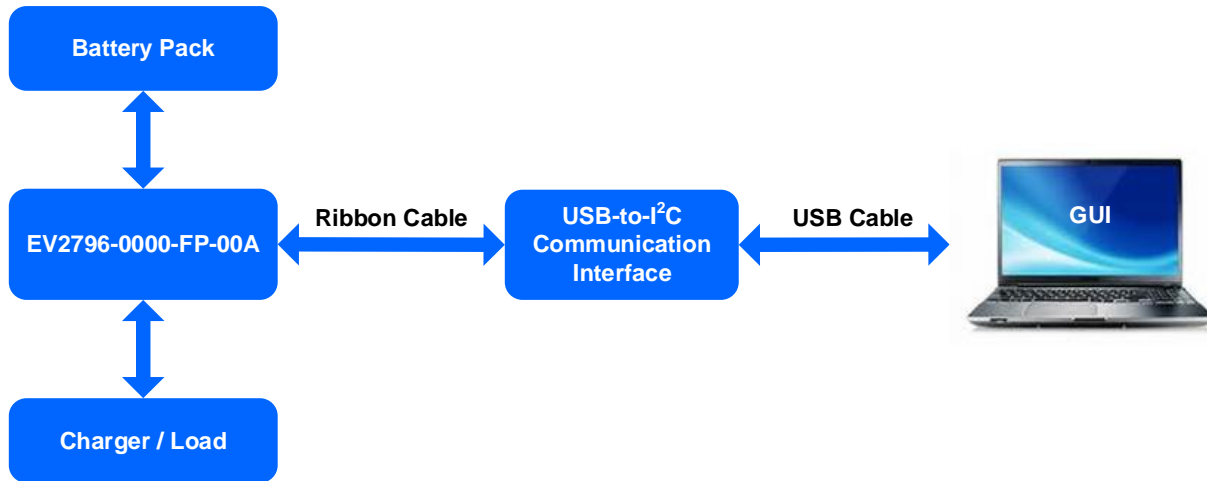 Battery Pack
EV2796-0000-FP-00A
Ribbon Cable
USB-to-I²C
Communication
Interface
USB Cable
GUI
Charger / Load